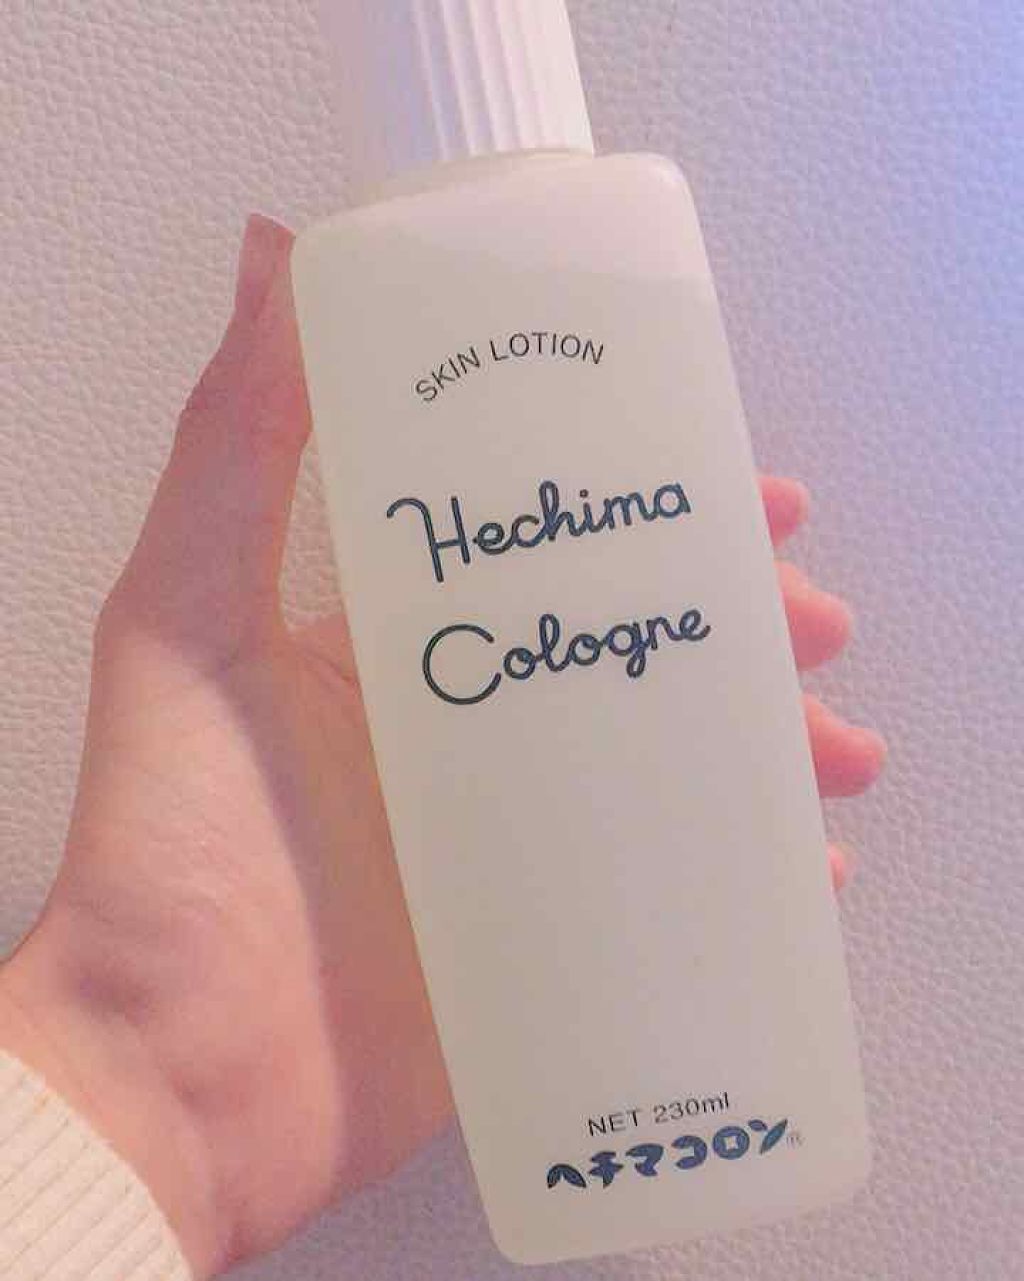 SKIN LOTION
Hechima
Cologne
NET 230ml
ヘチマコロン®